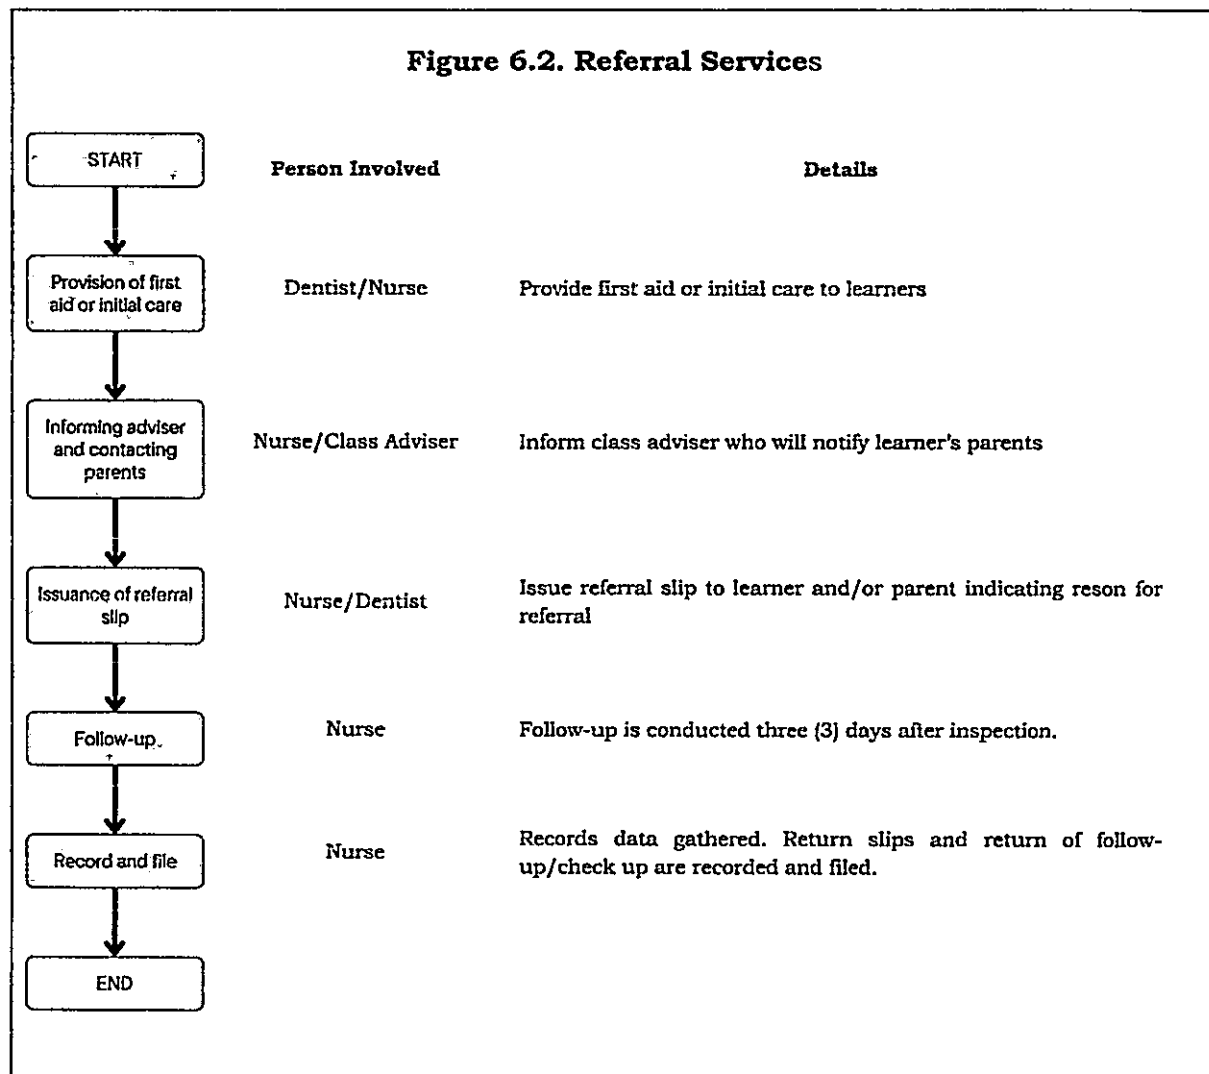 Figure 6.2. Referral Services
START
Person Involved
Details
Provision of first
aid or initial care
Dentist/Nurse
Provide first aid or initial care to learners
Informing adviser
and contacting
parents
Nurse/Class Adviser
Inform class adviser who will notify learner's parents
Issuance of referral
slip
Nurse/Dentist
Issue referral slip to learner and/or parent indicating reson for
referral
Follow-up
Nurse
Follow-up is conducted three (3) days after inspection.
Record and file
Nurse
Records data gathered. Return slips and return of follow-
up/check up are recorded and filed.
END